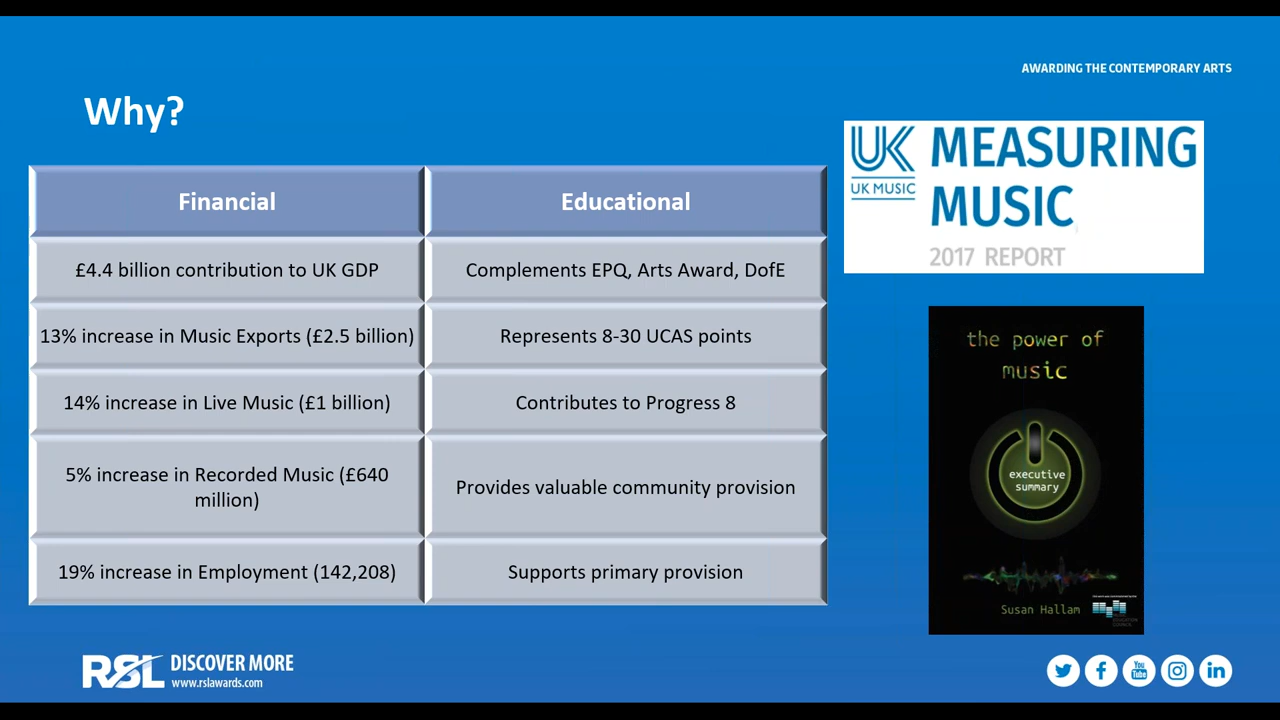 AWARDING THE CONTEMPORARY ARTS
Why?
Financial
Educational
£4.4 billion contribution to UK GDP
Complements EPQ, Arts Award, DofE
13% increase in Music Exports (£2.5 billion)
Represents 8-30 UCAS points
14% increase in Live Music (£1 billion)
Contributes to Progress 8
5% increase in Recorded Music (£640
million)
Provides valuable community provision
19% increase in Employment (142,208)
Supports primary provision
UK
UK MUSIC
MEASURING
MUSIC
2017 REPORT
the power of
music
executive
summary
Susan Hallam
RSL DISCOVER MORE
www.rslawards.com
You
Tube
in